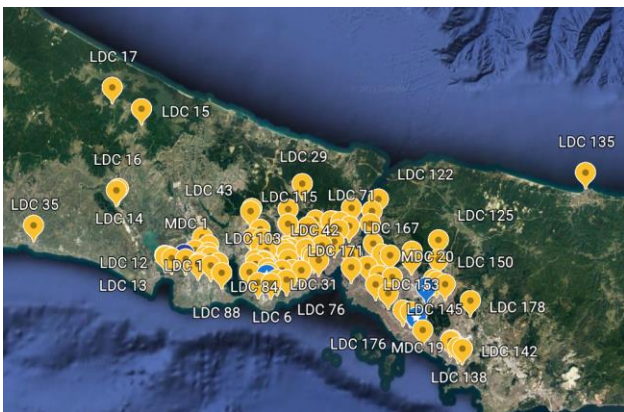 LDC 17
LDC 15
LDC 135
LDC 16
LDC 29
LDC 122
LDC 43
LDC 115
LDC 71
LDC 35
LDC 14
LDC 125
MDC 1
LDC 103
LDC 42
LDC 167
LDC 171
MDC 20
LDC 12
LDC 1
LDC 150
LDC 13
LDC 84
LDC 31
LDC 153
LDC 88
LDC 6
LDC 76
LDC 145
LDC 178
LDC 176
MDC 19
LDC 142
LDC 138